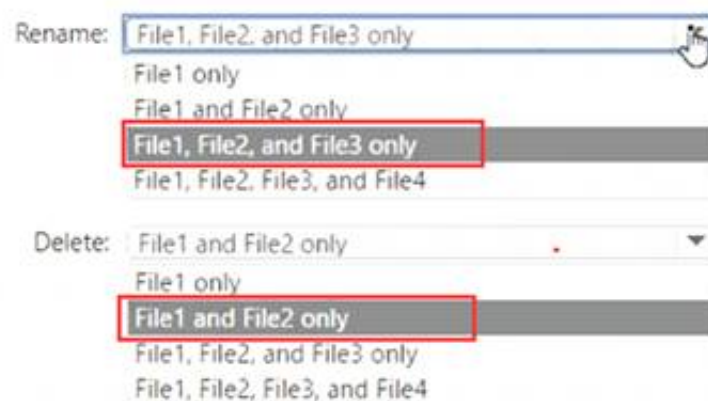 Rename: File1, File2, and File3 only
File1 only
File1 and File2 only
File1, File2, and File3 only
File1, File2, File3, and File4
Delete: File1 and File2 only
File1 only
File1 and File2 only
File1, File2, and File3 only
File1, File2, File3, and File4